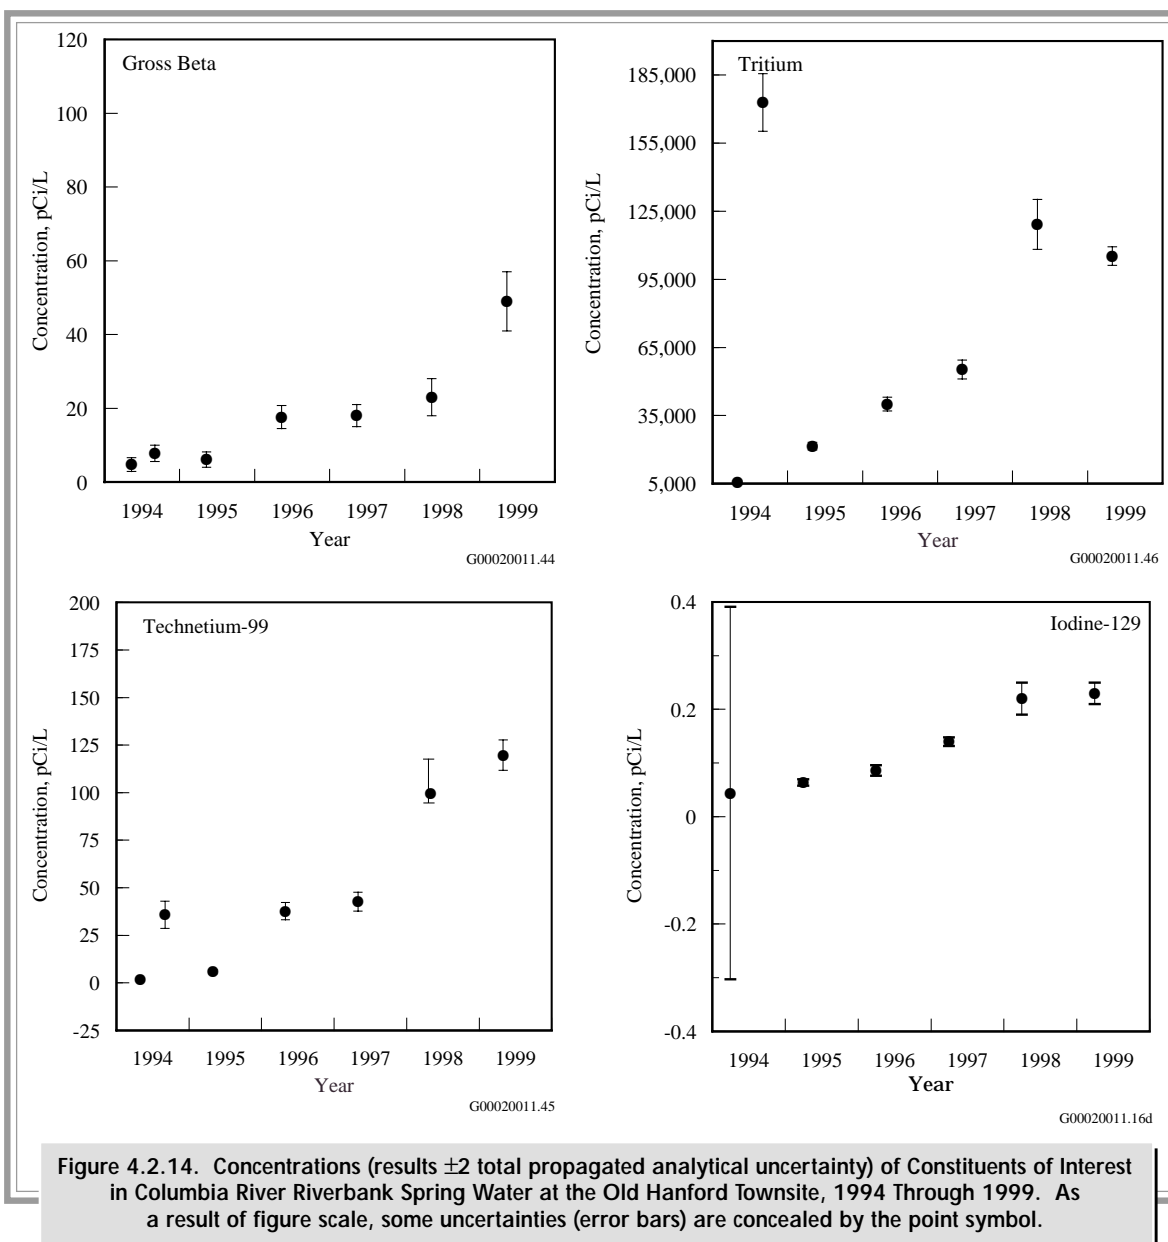 Gross Beta
Concentration, pCi/L
120
100
80
60
40
20
0
1994 1995 1996 1997 1998 1999
Year
G00020011.44
Tritium
Concentration, pCi/L
185,000
155,000
125,000
95,000
65,000
35,000
5,000
1994 1995 1996 1997 1998 1999
Year
G00020011.46
Technetium-99
Concentration, pCi/L
200
175
150
125
100
75
50
25
0
-25
1994 1995 1996 1997 1998 1999
Year
G00020011.45
Iodine-129
Concentration, pCi/L
0.4
0.2
0
-0.2
-0.4
1994 1995 1996 1997 1998 1999
Year
G00020011.16d
Figure 4.2.14. Concentrations (results ±2 total propagated analytical uncertainty) of Constituents of Interest
in Columbia River Riverbank Spring Water at the Old Hanford Townsite, 1994 Through 1999. As
a result of figure scale, some uncertainties (error bars) are concealed by the point symbol.